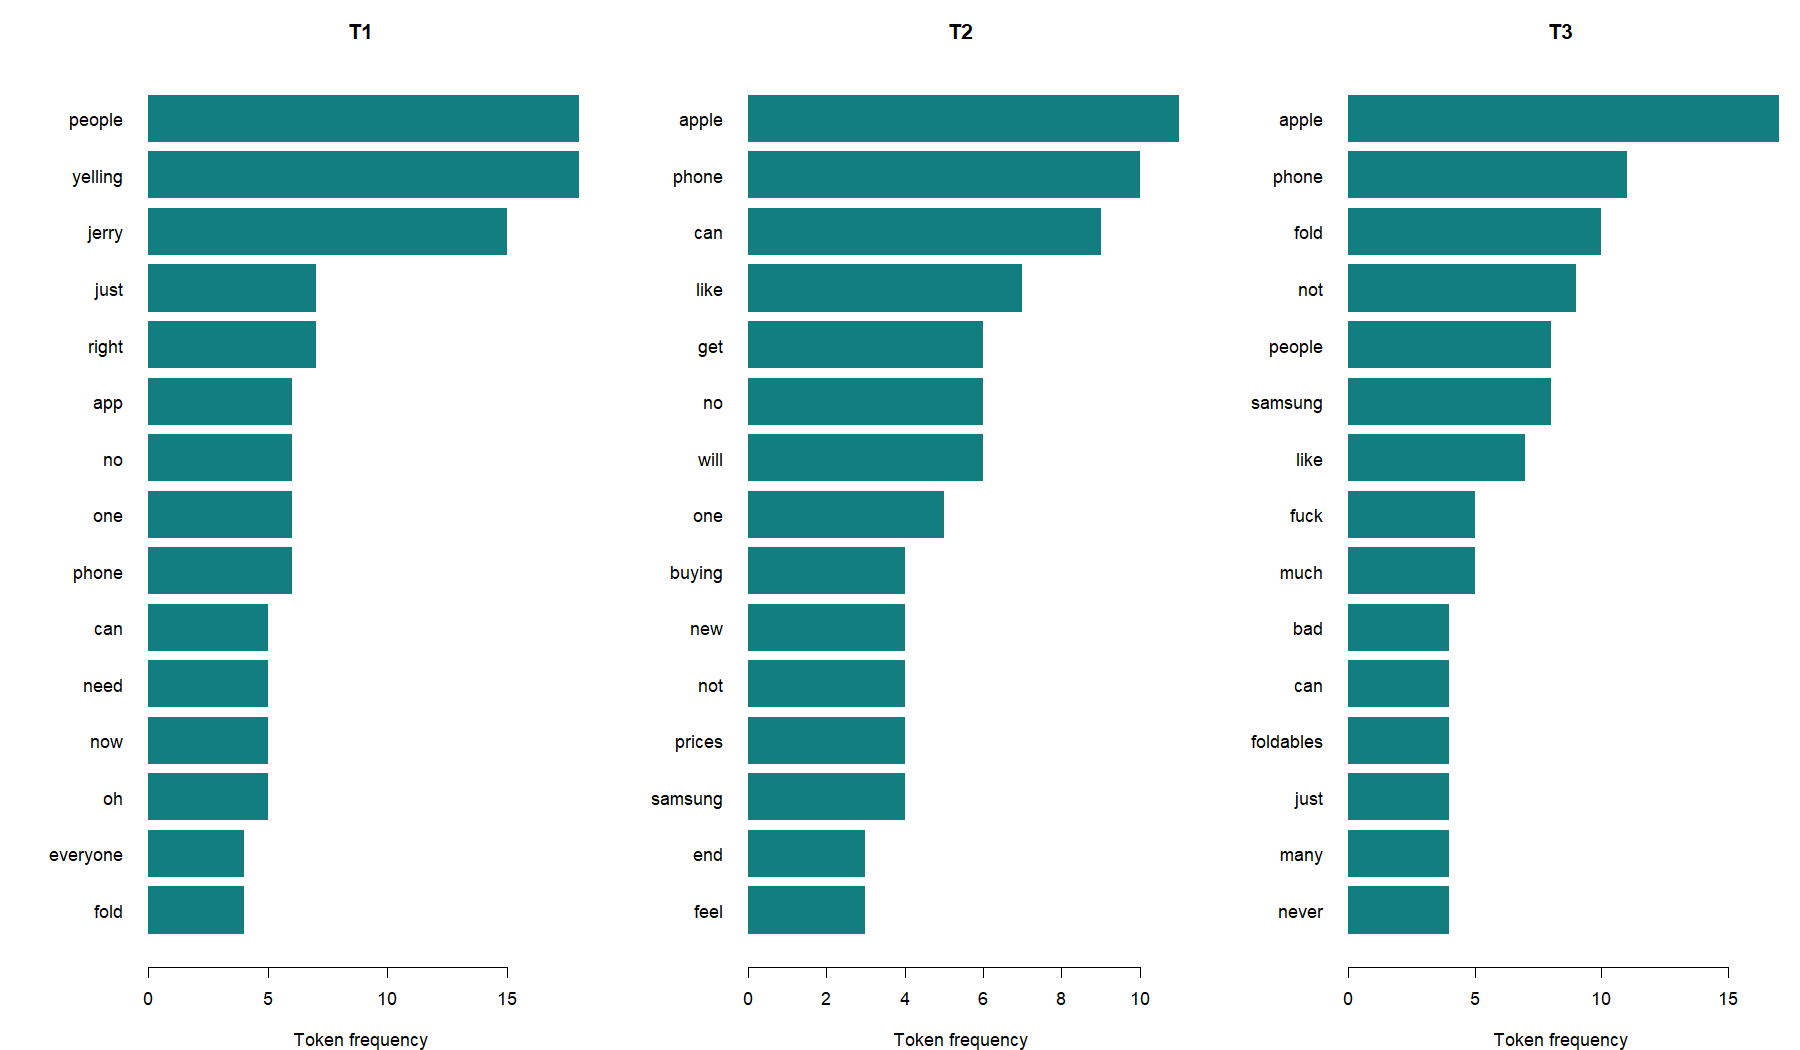 T1
people
yelling
jerry
just
right
app
no
one
phone
can
need
now
oh
everyone
fold
0 5 10 15
Token frequency
T2
apple
phone
can
like
get
no
will
one
buying
new
not
prices
samsung
end
feel
0 2 4 6 8 10
Token frequency
T3
apple
phone
fold
not
people
samsung
like
fuck
much
bad
can
foldables
just
many
never
0 5 10 15
Token frequency